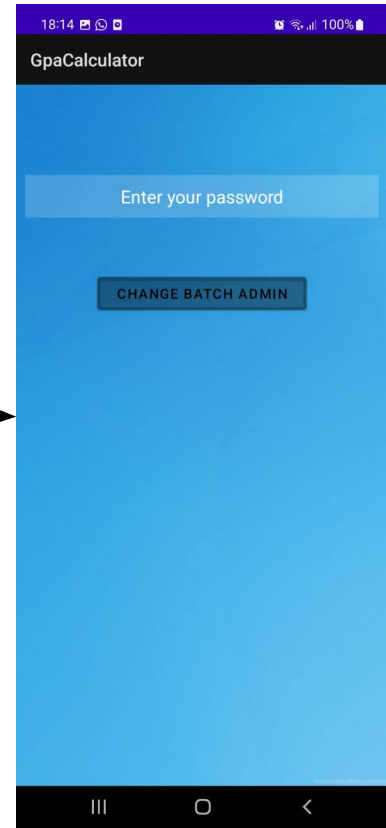 18:14 100%
GpaCalculator
Enter your password
CHANGE BATCH ADMIN